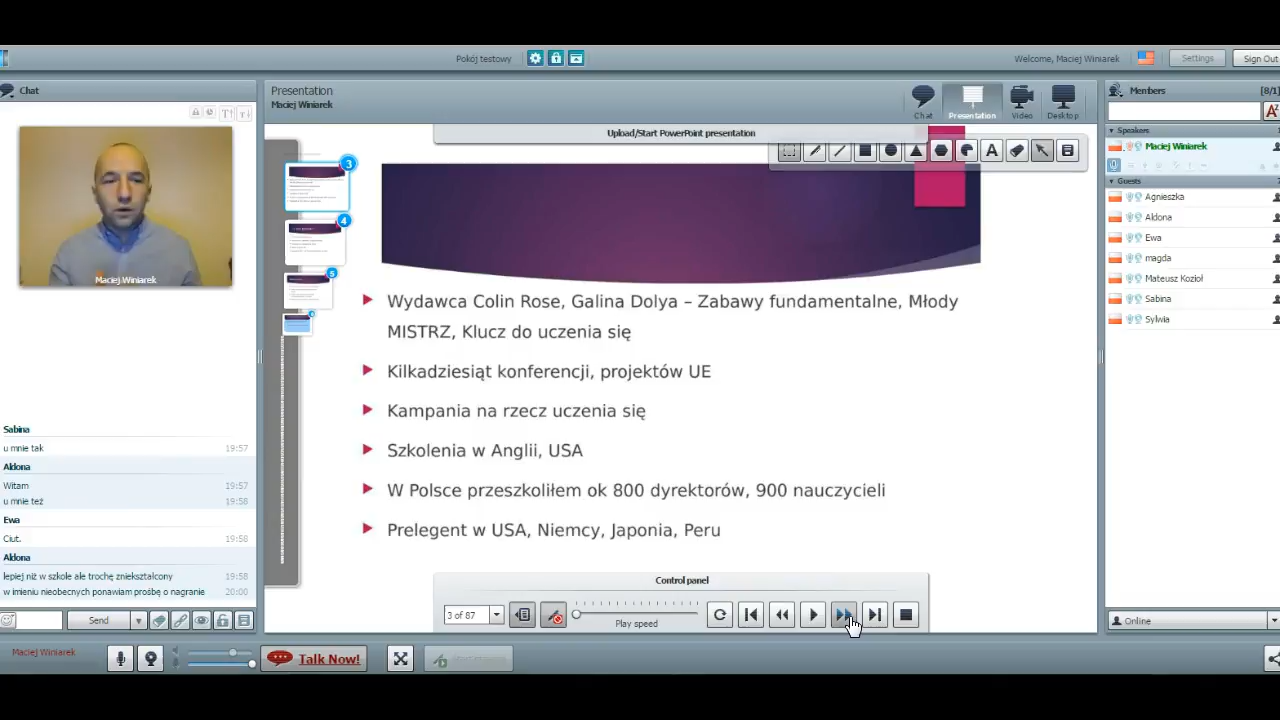 Pokój testowy
Welcome, Maciej Winiarek
Settings
Sign Out
Chat
Maciej Winiarek
Sabina
u mnie tak 19:57
Aldona
Witam 19:57
u mnie też 19:58
Ewa
Ciut. 19:58
Aldona
lepiej niż w szkole ale trochę zniekształcony 19:58
w imieniu nieobecnych ponawiam prośbę o nagranie 20:00
Send
Presentation
Maciej Winiarek
Chat
Presentation
Video
Desktop
Upload/Start PowerPoint presentation
3
4
5
Wydawca Colin Rose, Galina Dolya – Zabawy fundamentalne, Młody
MISTRZ, Klucz do uczenia się
Kilkadziesiąt konferencji, projektów UE
Kampania na rzecz uczenia się
Szkolenia w Anglii, USA
W Polsce przeszkoliłem ok 800 dyrektorów, 900 nauczycieli
Prelegent w USA, Niemcy, Japonia, Peru
Control panel
3 of 87
Play speed
Members [8/1
Speakers
Maciej Winiarek
Guests
Agnieszka
Aldona
Ewa
magda
Mateusz Kozioł
Sabina
Sylwia
Online
Maciej Winiarek
Talk Now!